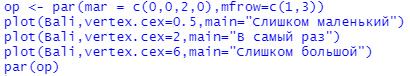 op <- par(mar = c(0,0,2,0),mfrow=c(1,3))
plot(Bali,vertex.cex=0.5,main="Слишком маленький")
plot(Bali,vertex.cex=2,main="В самый раз")
plot(Bali,vertex.cex=6,main="Слишком большой")
par(op)